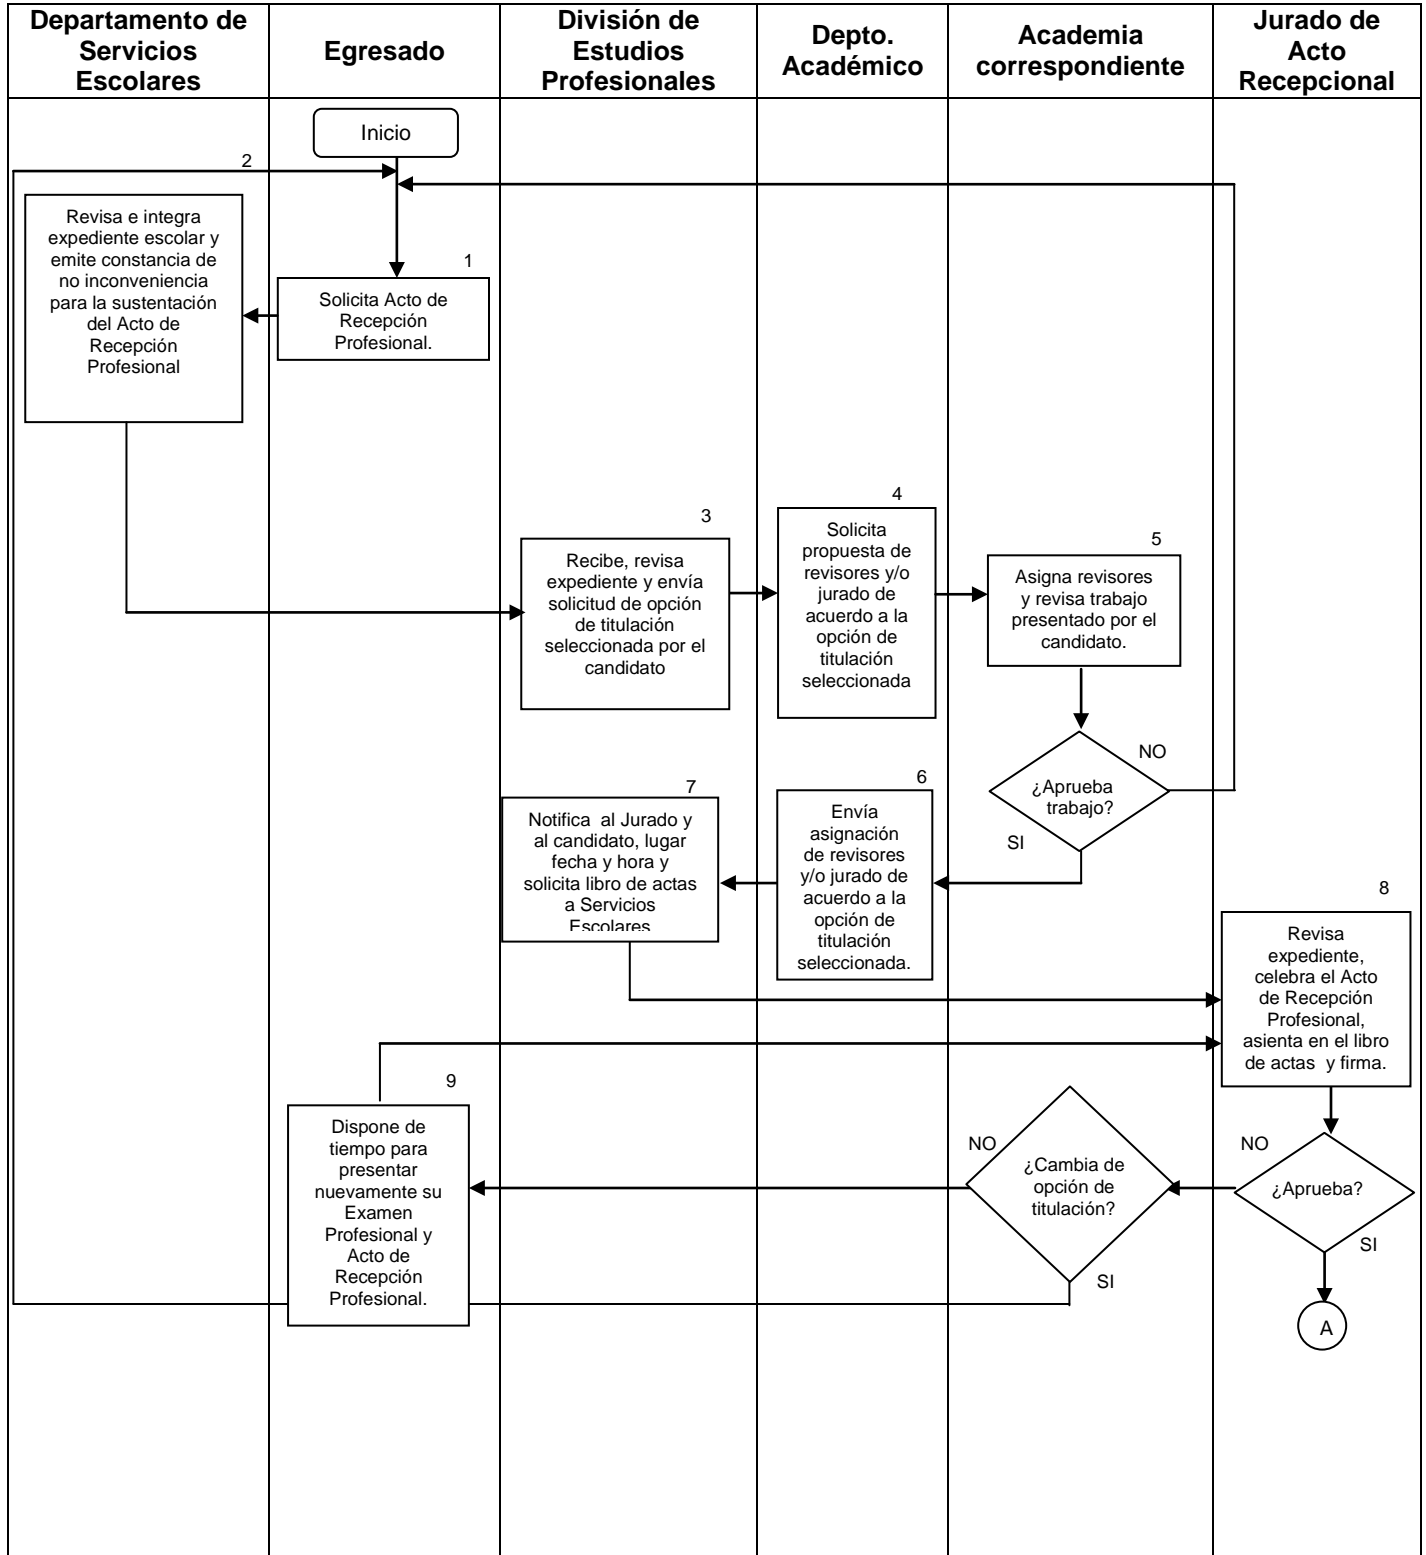 Departamento de
Servicios
Escolares
Egresado
División de
Estudios
Profesionales
Depto.
Académico
Academia
correspondiente
Jurado de
Acto
Recepcional
Inicio
2
Revisa e integra
expediente escolar y
emite constancia de
no inconveniencia
para la sustentación
del Acto de
Recepción
Profesional
1
Solicita Acto de
Recepción
Profesional.
3
Recibe, revisa
expediente y envía
solicitud de opción
de titulación
seleccionada por el
candidato
4
Solicita
propuesta de
revisores y/o
jurado de
acuerdo a la
opción de
titulación
seleccionada
5
Asigna revisores
y revisa trabajo
presentado por el
candidato.
¿Aprueba
trabajo?
NO
SI
6
Envía
asignación
de revisores
y/o jurado de
acuerdo a la
opción de
titulación
seleccionada.
7
Notifica al Jurado y
al candidato, lugar
fecha y hora y
solicita libro de actas
a Servicios
Escolares
8
Revisa
expediente,
celebra el Acto
de Recepción
Profesional,
asienta en el libro
de actas y firma.
¿Aprueba?
NO
SI
A
¿Cambia de
opción de
titulación?
NO
SI
9
Dispone de
tiempo para
presentar
nuevamente su
Examen
Profesional y
Acto de
Recepción
Profesional.